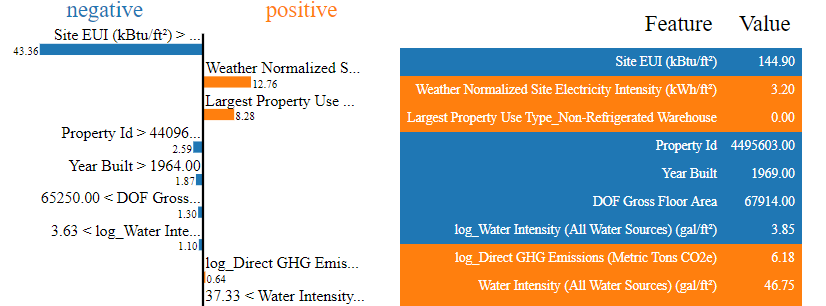 negative
positive
Site EUI (kBtu/ft²) > ...
43.36
Weather Normalized S...
12.76
Largest Property Use ...
8.28
Property Id > 44096...
2.59
Year Built > 1964.00
1.87
65250.00 < DOF Gross...
1.30
3.63 < log_Water Inte...
1.10
log_Direct GHG Emis...
0.64
37.33 < Water Intensity...
Feature Value
Site EUI (kBtu/ft²) 144.90
Weather Normalized Site Electricity Intensity (kWh/ft²) 3.20
Largest Property Use Type_Non-Refrigerated Warehouse 0.00
Property Id 4495603.00
Year Built 1969.00
DOF Gross Floor Area 67914.00
log_Water Intensity (All Water Sources) (gal/ft²) 3.85
log_Direct GHG Emissions (Metric Tons CO2e) 6.18
Water Intensity (All Water Sources) (gal/ft²) 46.75